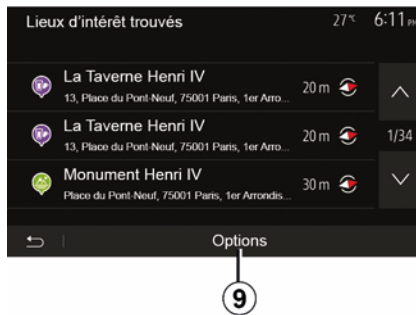 Lieux d'intérêt trouvés 27°C 6:11 PM
La Taverne Henri IV
13, Place du Pont-Neuf, 75001 Paris, 1er Arro... 20 m
La Taverne Henri IV
13, Place du Pont-Neuf, 75001 Paris, 1er Arro... 20 m
1/34
Monument Henri IV
Place du Pont-Neuf, 75001 Paris, 1er Arrondis... 30 m
Options
9